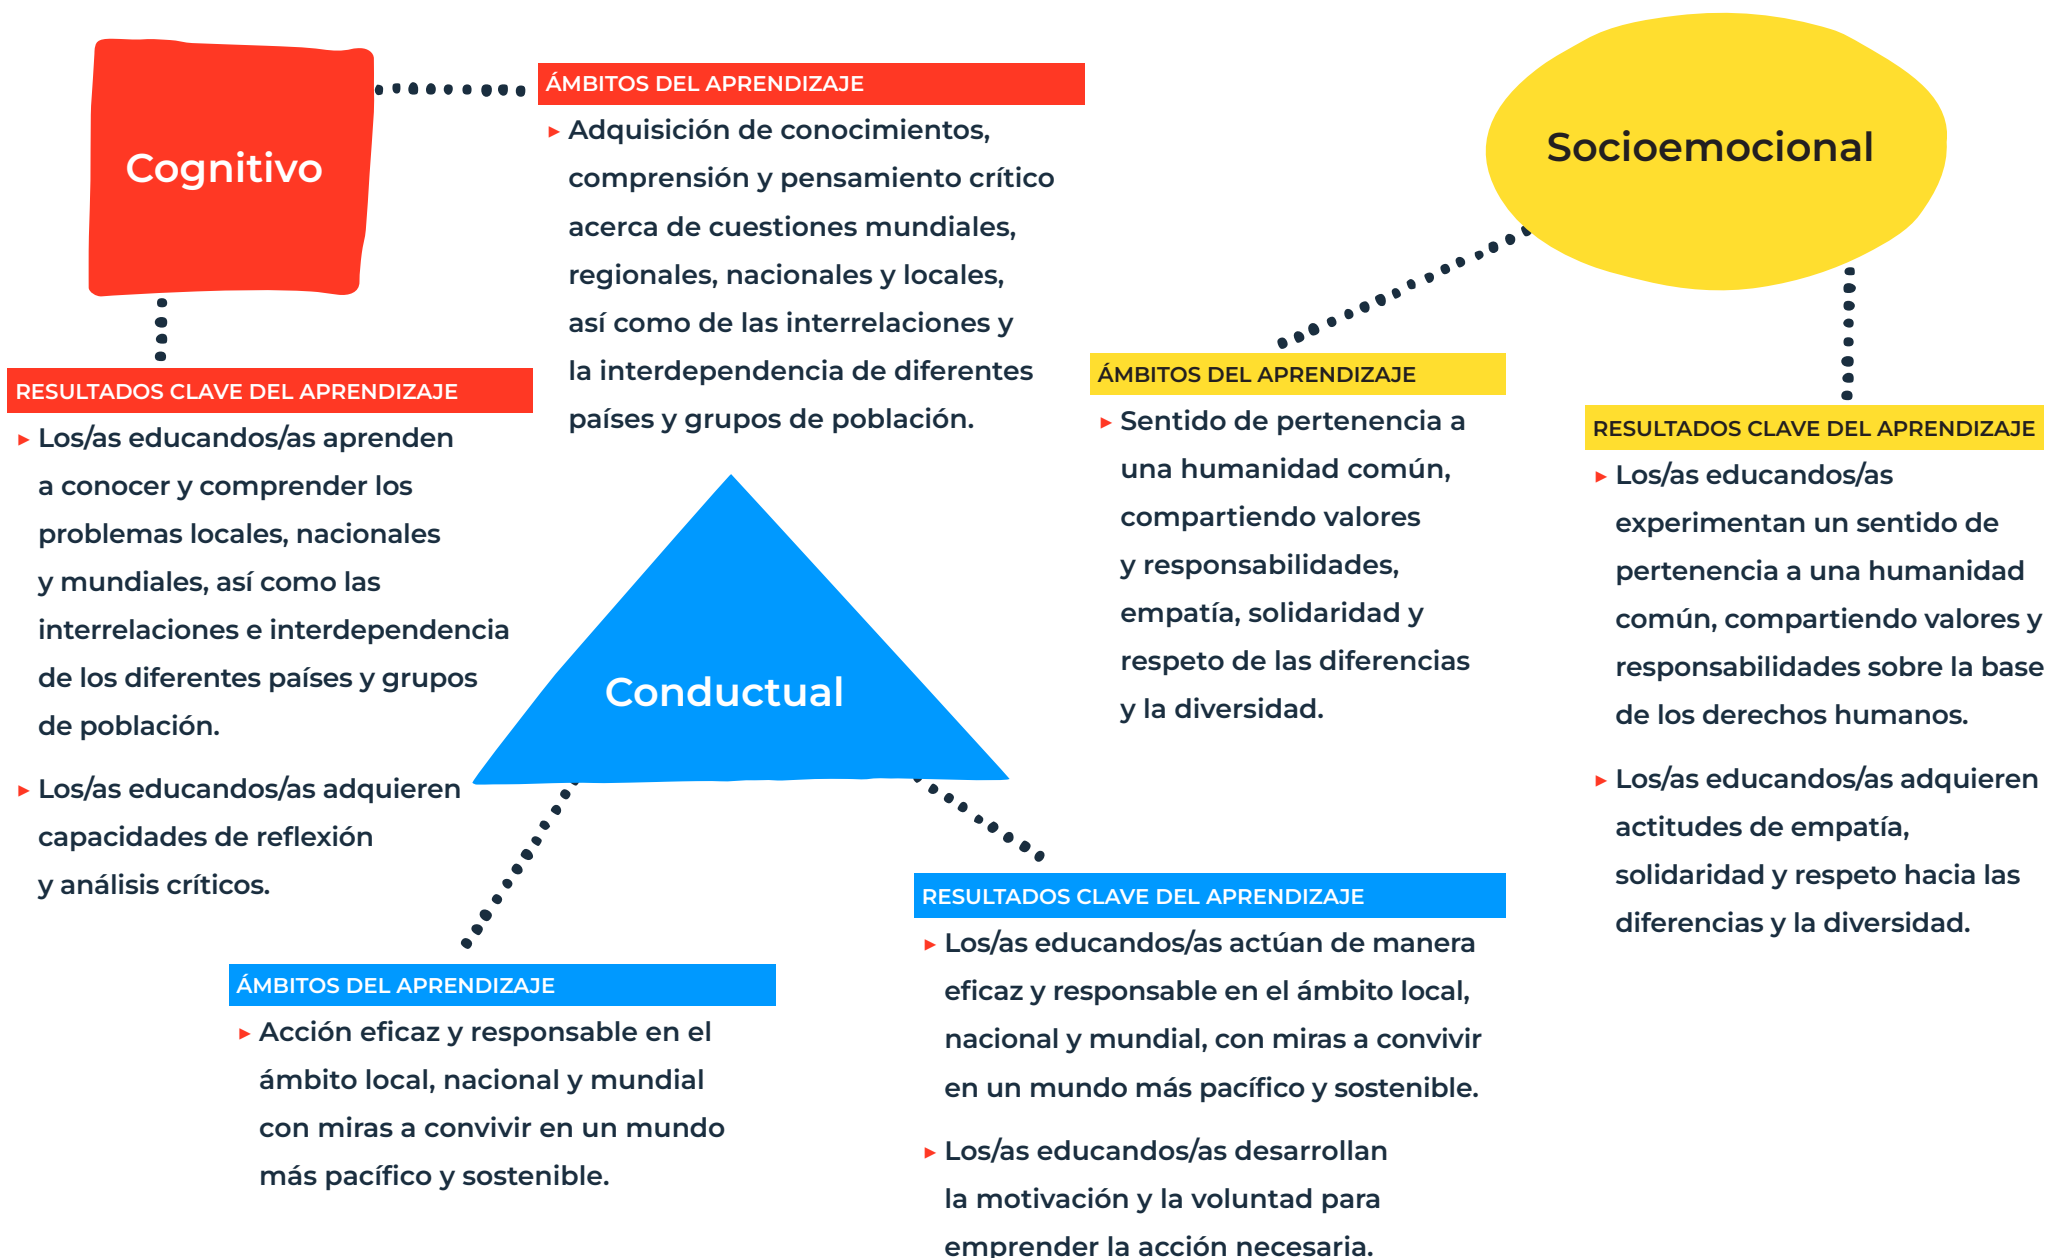 Cognitivo
ÁMBITOS DEL APRENDIZAJE
▸ Adquisición de conocimientos,
comprensión y pensamiento crítico
acerca de cuestiones mundiales,
regionales, nacionales y locales,
así como de las interrelaciones y
la interdependencia de diferentes
países y grupos de población.
RESULTADOS CLAVE DEL APRENDIZAJE
▸ Los/as educandos/as aprenden
a conocer y comprender los
problemas locales, nacionales
y mundiales, así como las
interrelaciones e interdependencia
de los diferentes países y grupos
de población.
▸ Los/as educandos/as adquieren
capacidades de reflexión
y análisis críticos.
Conductual
ÁMBITOS DEL APRENDIZAJE
▸ Acción eficaz y responsable en el
ámbito local, nacional y mundial
con miras a convivir en un mundo
más pacífico y sostenible.
RESULTADOS CLAVE DEL APRENDIZAJE
▸ Los/as educandos/as actúan de manera
eficaz y responsable en el ámbito local,
nacional y mundial, con miras a convivir
en un mundo más pacífico y sostenible.
▸ Los/as educandos/as desarrollan
la motivación y la voluntad para
emprender la acción necesaria.
Socioemocional
ÁMBITOS DEL APRENDIZAJE
▸ Sentido de pertenencia a
una humanidad común,
compartiendo valores
y responsabilidades,
empatía, solidaridad y
respeto de las diferencias
y la diversidad.
RESULTADOS CLAVE DEL APRENDIZAJE
▸ Los/as educandos/as
experimentan un sentido de
pertenencia a una humanidad
común, compartiendo valores y
responsabilidades sobre la base
de los derechos humanos.
▸ Los/as educandos/as adquieren
actitudes de empatía,
solidaridad y respeto hacia las
diferencias y la diversidad.